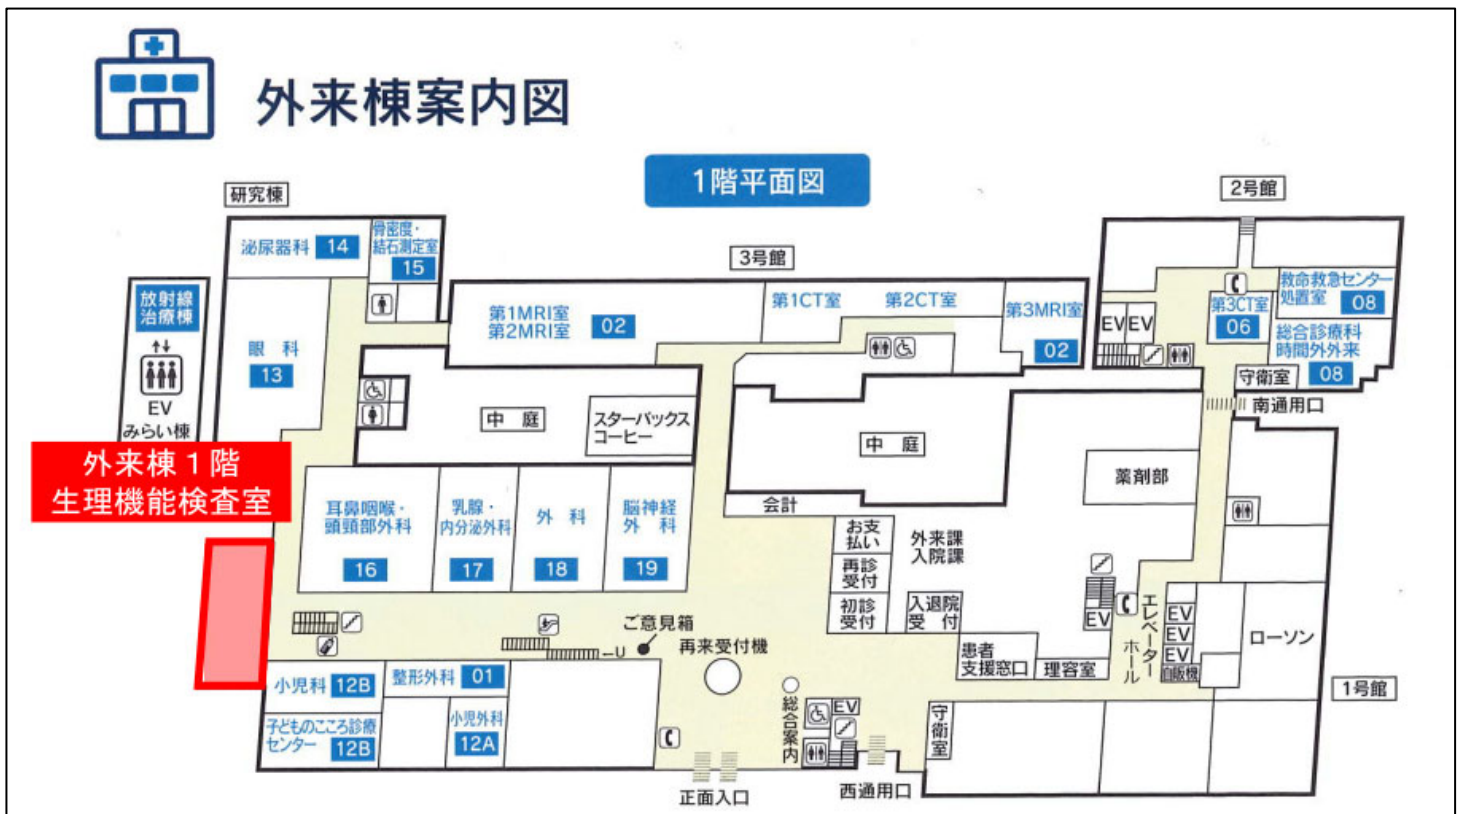 外来棟案内図
1階平面図
研究棟
2号館
3号館
泌尿器科 14
骨密度・
結石測定室
15
放射線
治療棟
EV
みらい棟
眼 科
13
第1MRI室
第2MRI室
02
第1CT室
第2CT室
第3MRI室
02
EV EV
第3CT室
06
救命救急センター
処置室 08
総合診療科
時間外外来
08
守衛室
南通用口
中 庭
スターバックス
コーヒー
中 庭
薬剤部
外来棟1階
生理機能検査室
耳鼻咽喉・
頭頸部外科
16
乳腺・
内分泌外科
17
外 科
18
脳神経
外 科
19
会計
お支
払い
再診
受付
初診
受付
外来課
入院課
入退院
受 付
患者
支援窓口
理容室
EV
エレベーター
ホール
EV
EV
EV
自販機
ローソン
1号館
ご意見箱
←U
再来受付機
小児科 12B
整形外科 01
子どものこころ診療
センター 12B
小児外科
12A
総合案内
EV
守衛室
正面入口
西通用口